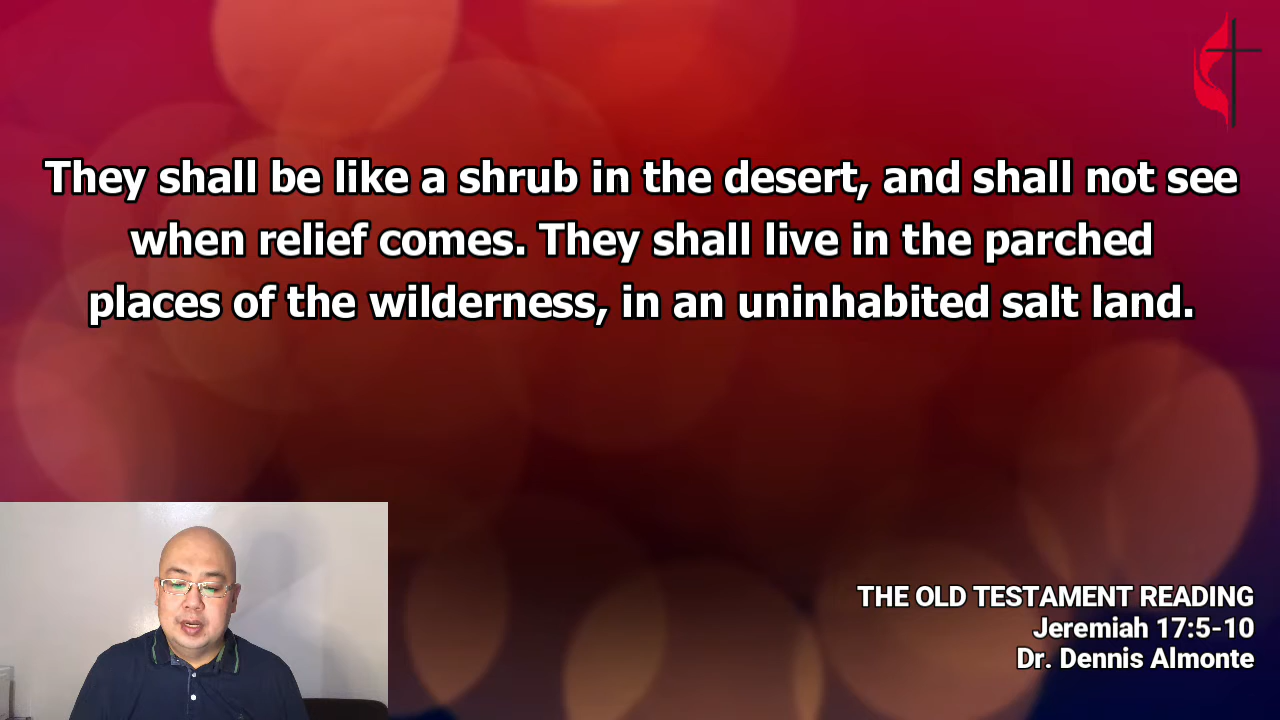 They shall be like a shrub in the desert, and shall not see
when relief comes. They shall live in the parched
places of the wilderness, in an uninhabited salt land.
THE OLD TESTAMENT READING
Jeremiah 17:5-10
Dr. Dennis Almonte